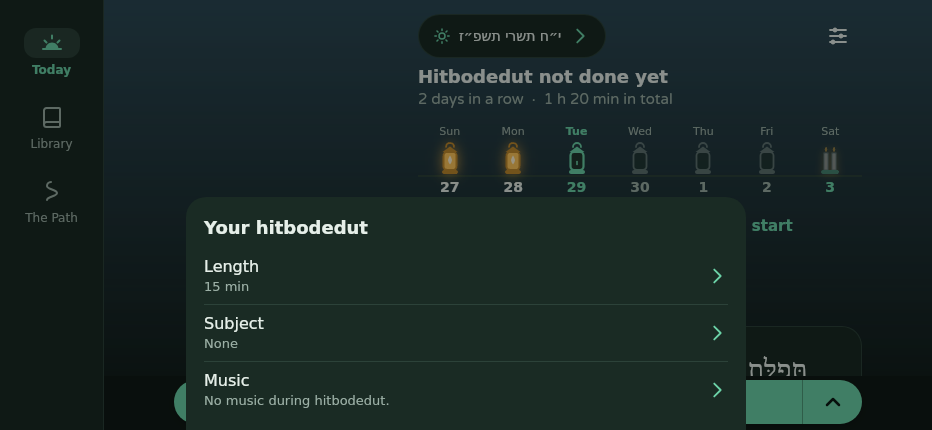 Today
Library
The Path
י״ח תשרי תשפ״ז
Hitbodedut not done yet
2 days in a row · 1 h 20 min in total
Sun Mon Tue Wed Thu Fri Sat
27 28 29 30 1 2 3
start
Your hitbodedut
Length
15 min
Subject
None
Music
No music during hitbodedut.